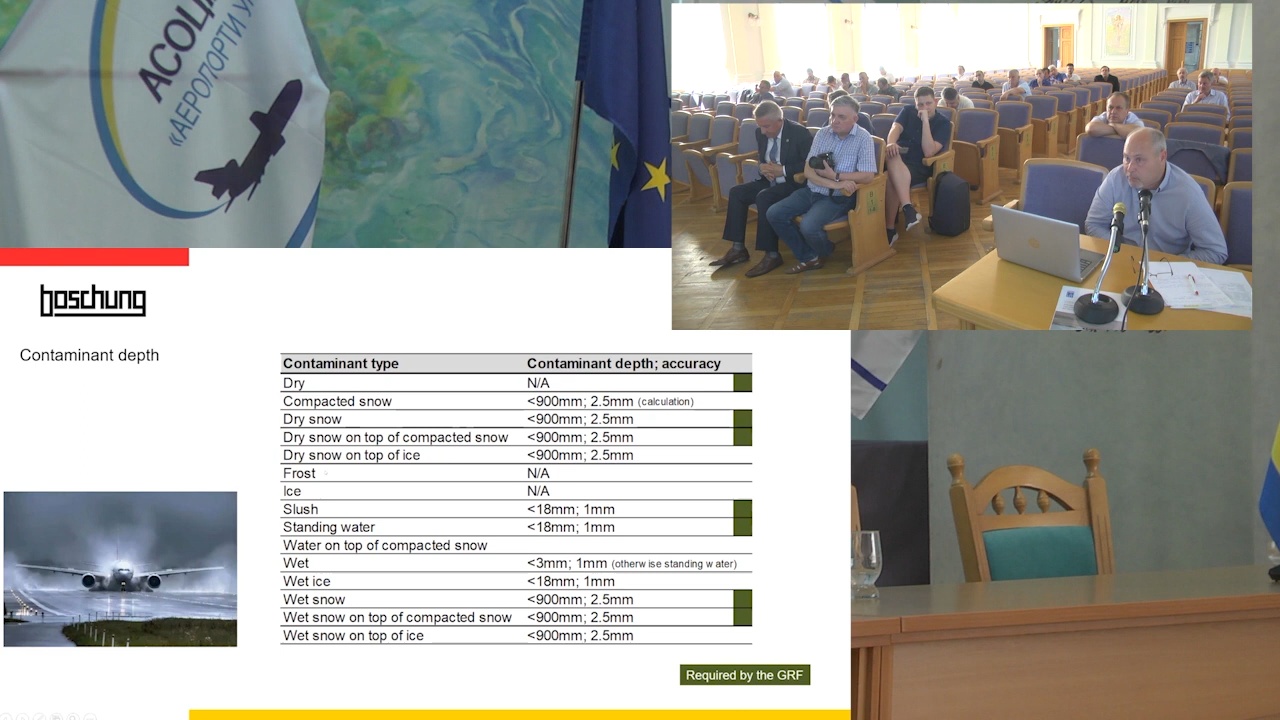 АСОЦІА
«АЕРОПОРТИ УК
boschung
Contaminant depth
Contaminant type Contaminant depth; accuracy
Dry N/A
Compacted snow <900mm; 2.5mm (calculation)
Dry snow <900mm; 2.5mm
Dry snow on top of compacted snow <900mm; 2.5mm
Dry snow on top of ice <900mm; 2.5mm
Frost N/A
Ice N/A
Slush <18mm; 1mm
Standing water <18mm; 1mm
Water on top of compacted snow
Wet <3mm; 1mm (otherwise standing water)
Wet ice <18mm; 1mm
Wet snow <900mm; 2.5mm
Wet snow on top of compacted snow <900mm; 2.5mm
Wet snow on top of ice <900mm; 2.5mm
Required by the GRF